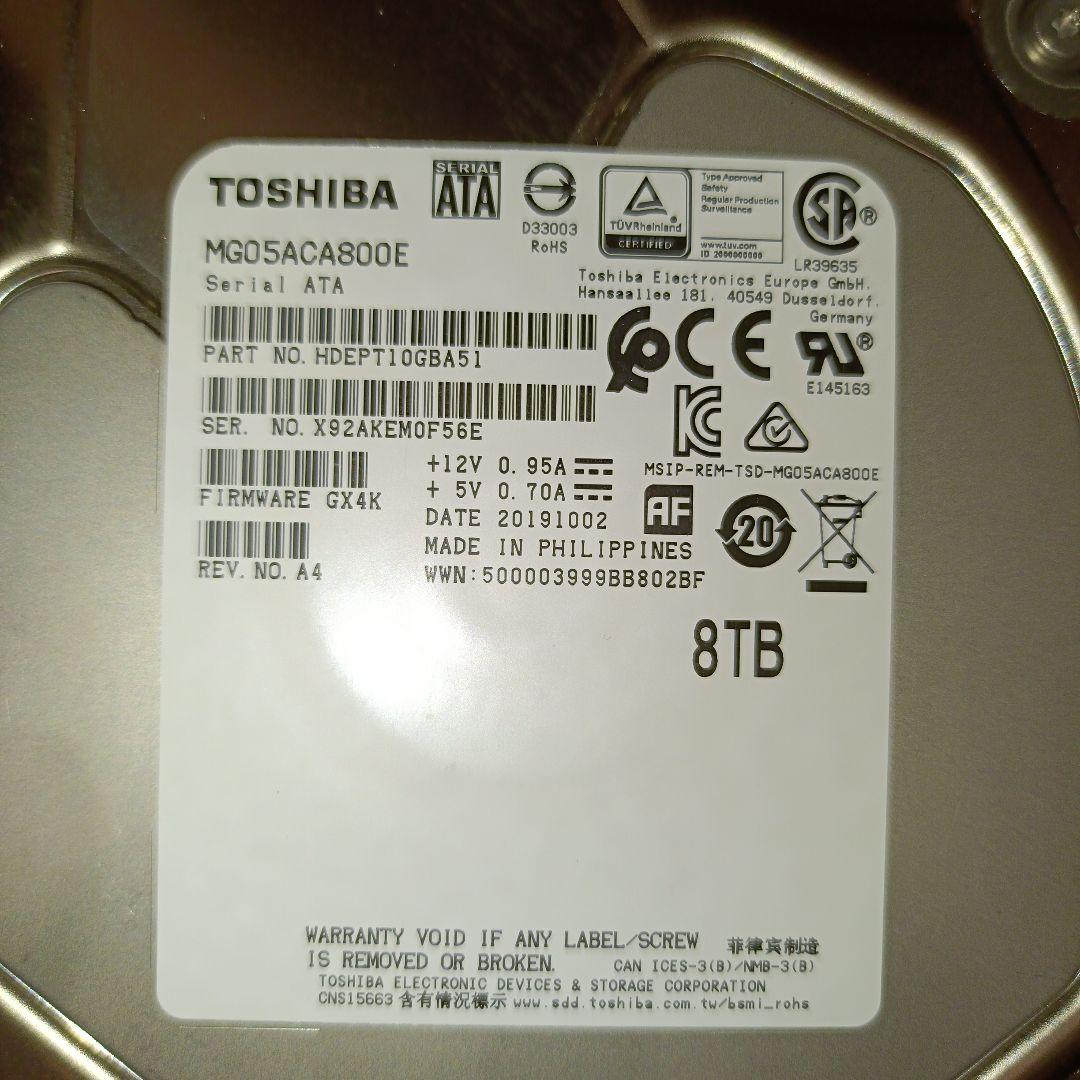 TOSHIBA
SERIAL
ATA
D33003
RoHS
TÜVRheinland
CERTIFIED
Type Approved
Safety
Regular Production
Surveillance
www.tuv.com
ID 2000000000
SA®
LR39635
MG05ACA800E
Serial ATA
Toshiba Electronics Europe GmbH.
Hansaallee 181, 40549 Dusseldorf,
Germany
PART NO. HDEPT10GBA51
CE
RU®
E145163
SER. NO. X92AKEM0F56E
KC
MSIP-REM-TSD-MG05ACA800E
FIRMWARE GX4K
+12V 0.95A
+ 5V 0.70A
DATE 20191002
AF
20
MADE IN PHILIPPINES
REV. NO. A4
WWN:500003999BB802BF
8TB
WARRANTY VOID IF ANY LABEL/SCREW
IS REMOVED OR BROKEN.
菲律宾制造
CAN ICES-3(B)/NMB-3(B)
TOSHIBA ELECTRONIC DEVICES & STORAGE CORPORATION
CNS15663 含有情況標示 www.sdd.toshiba.com.tw/bsmi_rohs